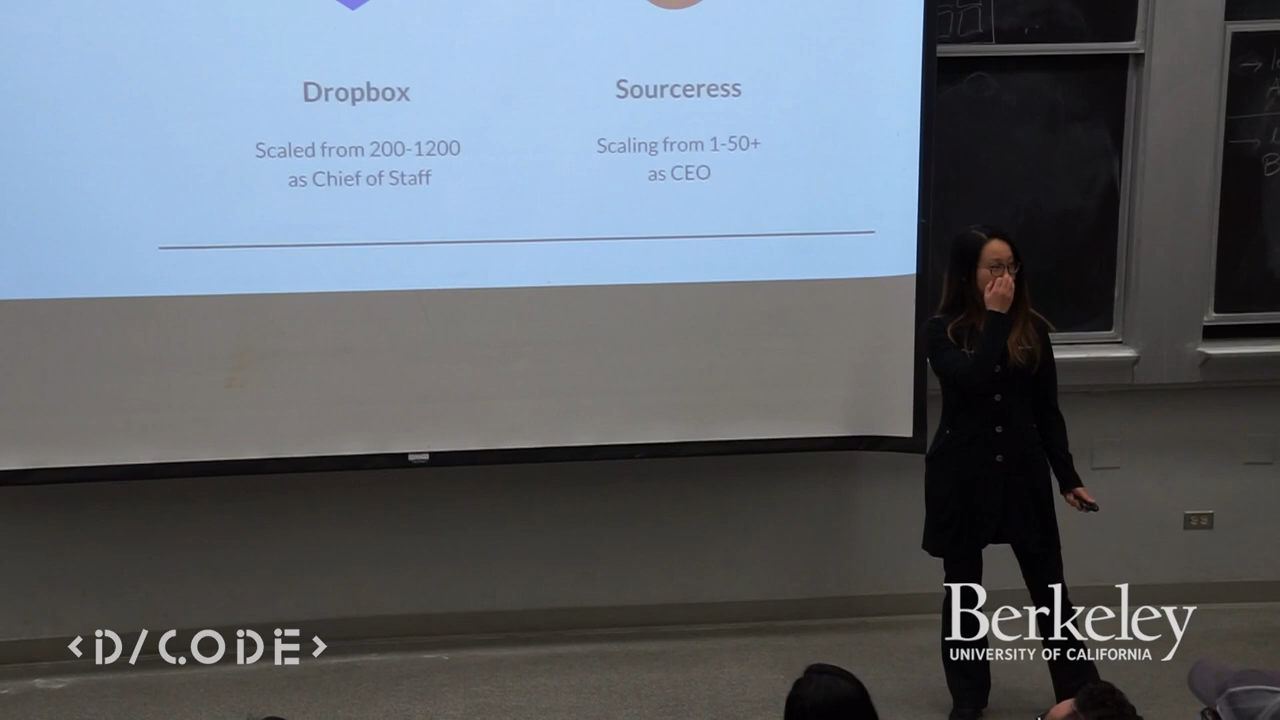 Dropbox
Scaled from 200-1200
as Chief of Staff
Sourceress
Scaling from 1-50+
as CEO
<D/CODE>
Berkeley
UNIVERSITY OF CALIFORNIA